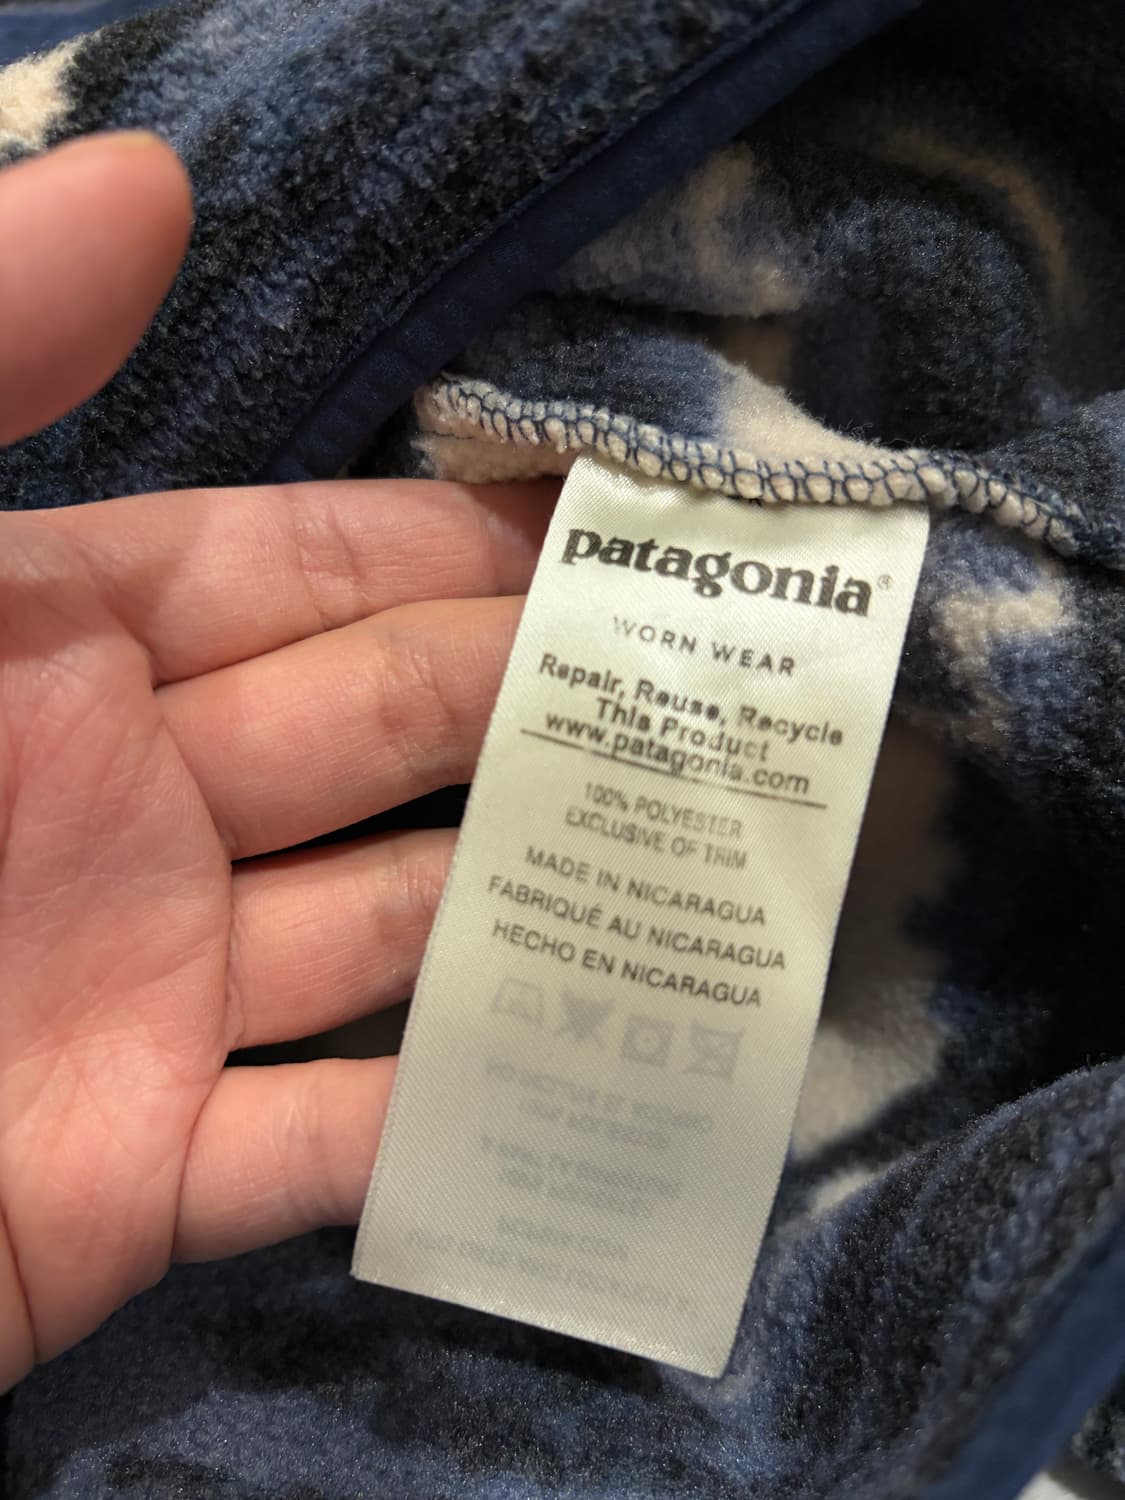 patagonia®
WORN WEAR
Repair, Reuse, Recycle
This Product
www.patagonia.com
100% POLYESTER
EXCLUSIVE OF TRIM
MADE IN NICARAGUA
FABRIQUÉ AU NICARAGUA
HECHO EN NICARAGUA